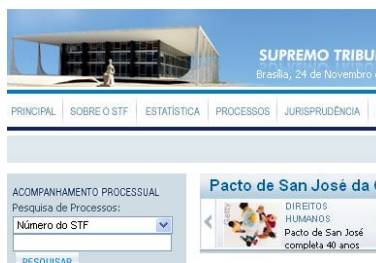 SUPREMO TRIBU
Brasília, 24 de Novembro
PRINCIPAL SOBRE O STF ESTATÍSTICA PROCESSOS JURISPRUDÊNCIA
ACOMPANHAMENTO PROCESSUAL
Pesquisa de Processos:
Número do STF
PESQUISAR
Pacto de San José da
Getty
DIREITOS
HUMANOS
Pacto de San José
completa 40 anos